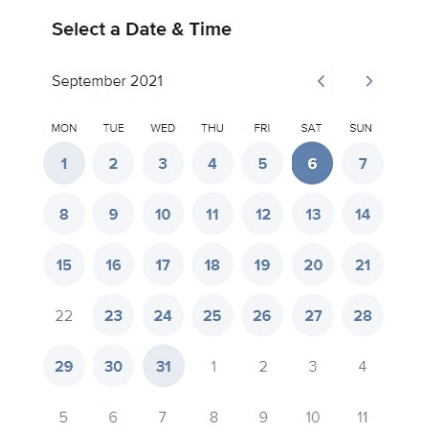 Select a Date & Time
September 2021
MON TUE WED THU FRI SAT SUN
1 2 3 4 5 6 7
8 9 10 11 12 13 14
15 16 17 18 19 20 21
22 23 24 25 26 27 28
29 30 31 1 2 3 4
5 6 7 8 9 10 11